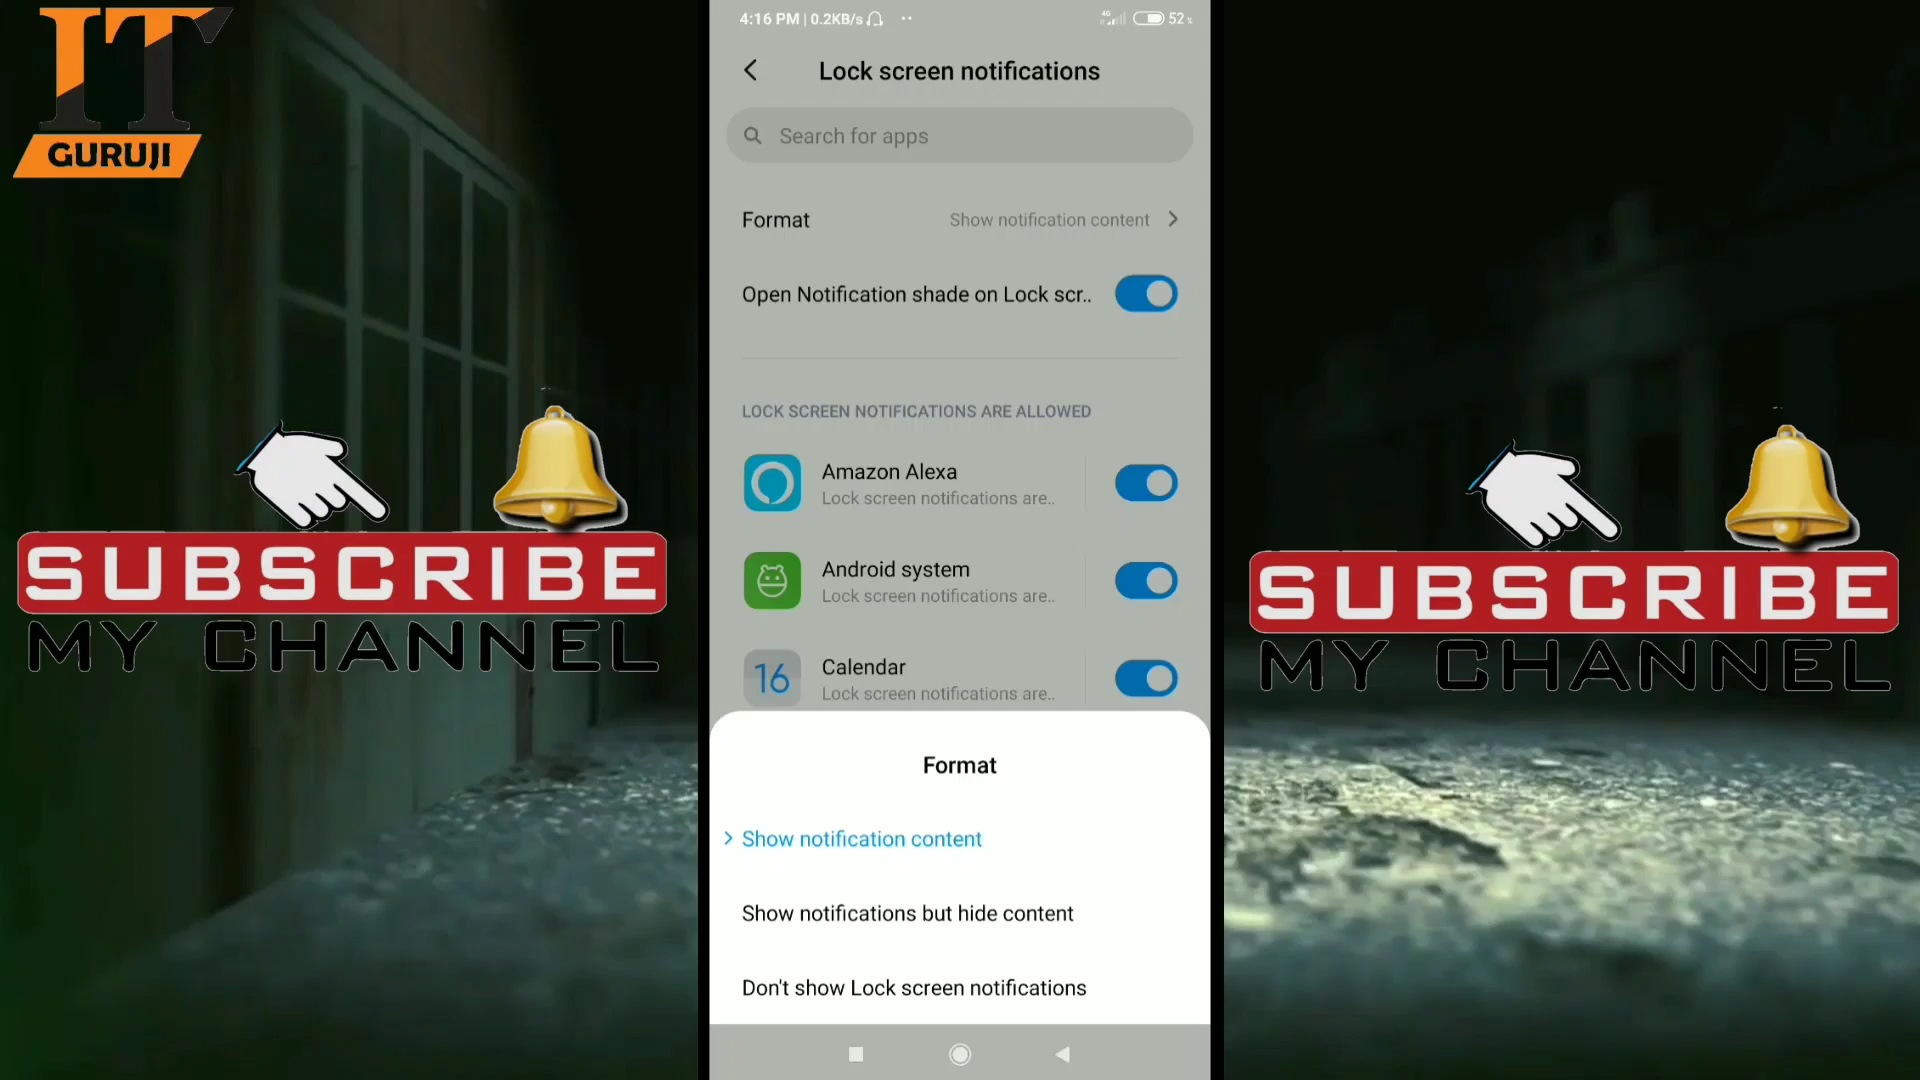 IT
GURUJI
4:16 PM | 0.2KB/s
4G
52%
Lock screen notifications
Search for apps
Format
Show notification content
Open Notification shade on Lock scr..
LOCK SCREEN NOTIFICATIONS ARE ALLOWED
Amazon Alexa
Lock screen notifications are..
Android system
Lock screen notifications are..
16
Calendar
Lock screen notifications are..
Format
Show notification content
Show notifications but hide content
Don't show Lock screen notifications
SUBSCRIBE
MY CHANNEL
SUBSCRIBE
MY CHANNEL